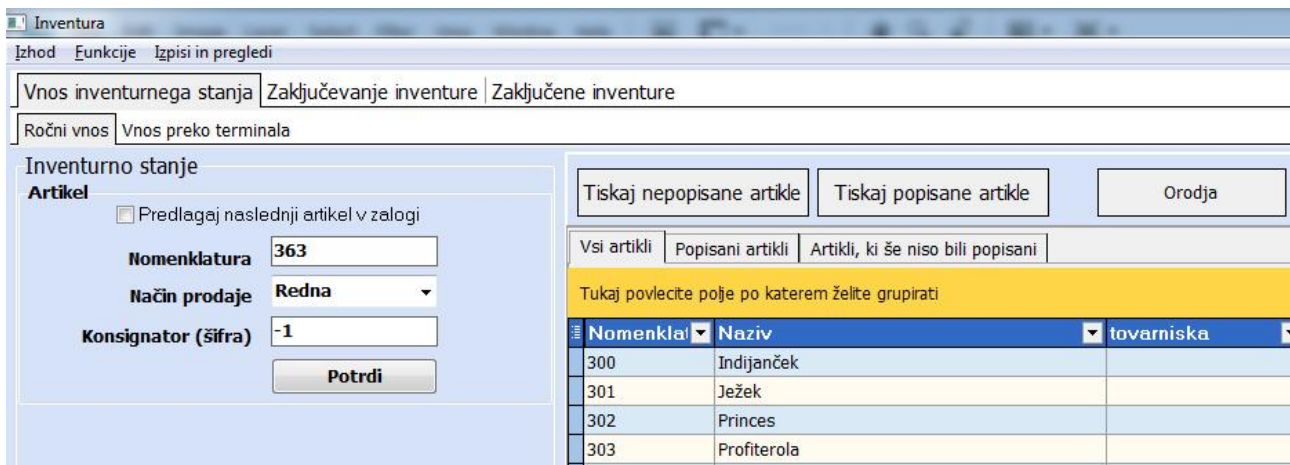 Inventura
Izhod Funkcije Izpisi in pregledi
Vnos inventurnega stanja Zaključevanje inventure Zaključene inventure
Ročni vnos Vnos preko terminala
Inventurno stanje
Artikel
Predlagaj naslednji artikel v zalogi
Nomenklatura 363
Način prodaje Redna
Konsignator (šifra) -1
Potrdi
Tiskaj nepopisane artikle Tiskaj popisane artikle Orodja
Vsi artikli Popisani artikli Artikli, ki še niso bili popisani
Tukaj povlecite polje po katerem želite grupirati
Nomenklat Naziv tovarniska
300 Indijanček
301 Ježek
302 Princes
303 Profiterola